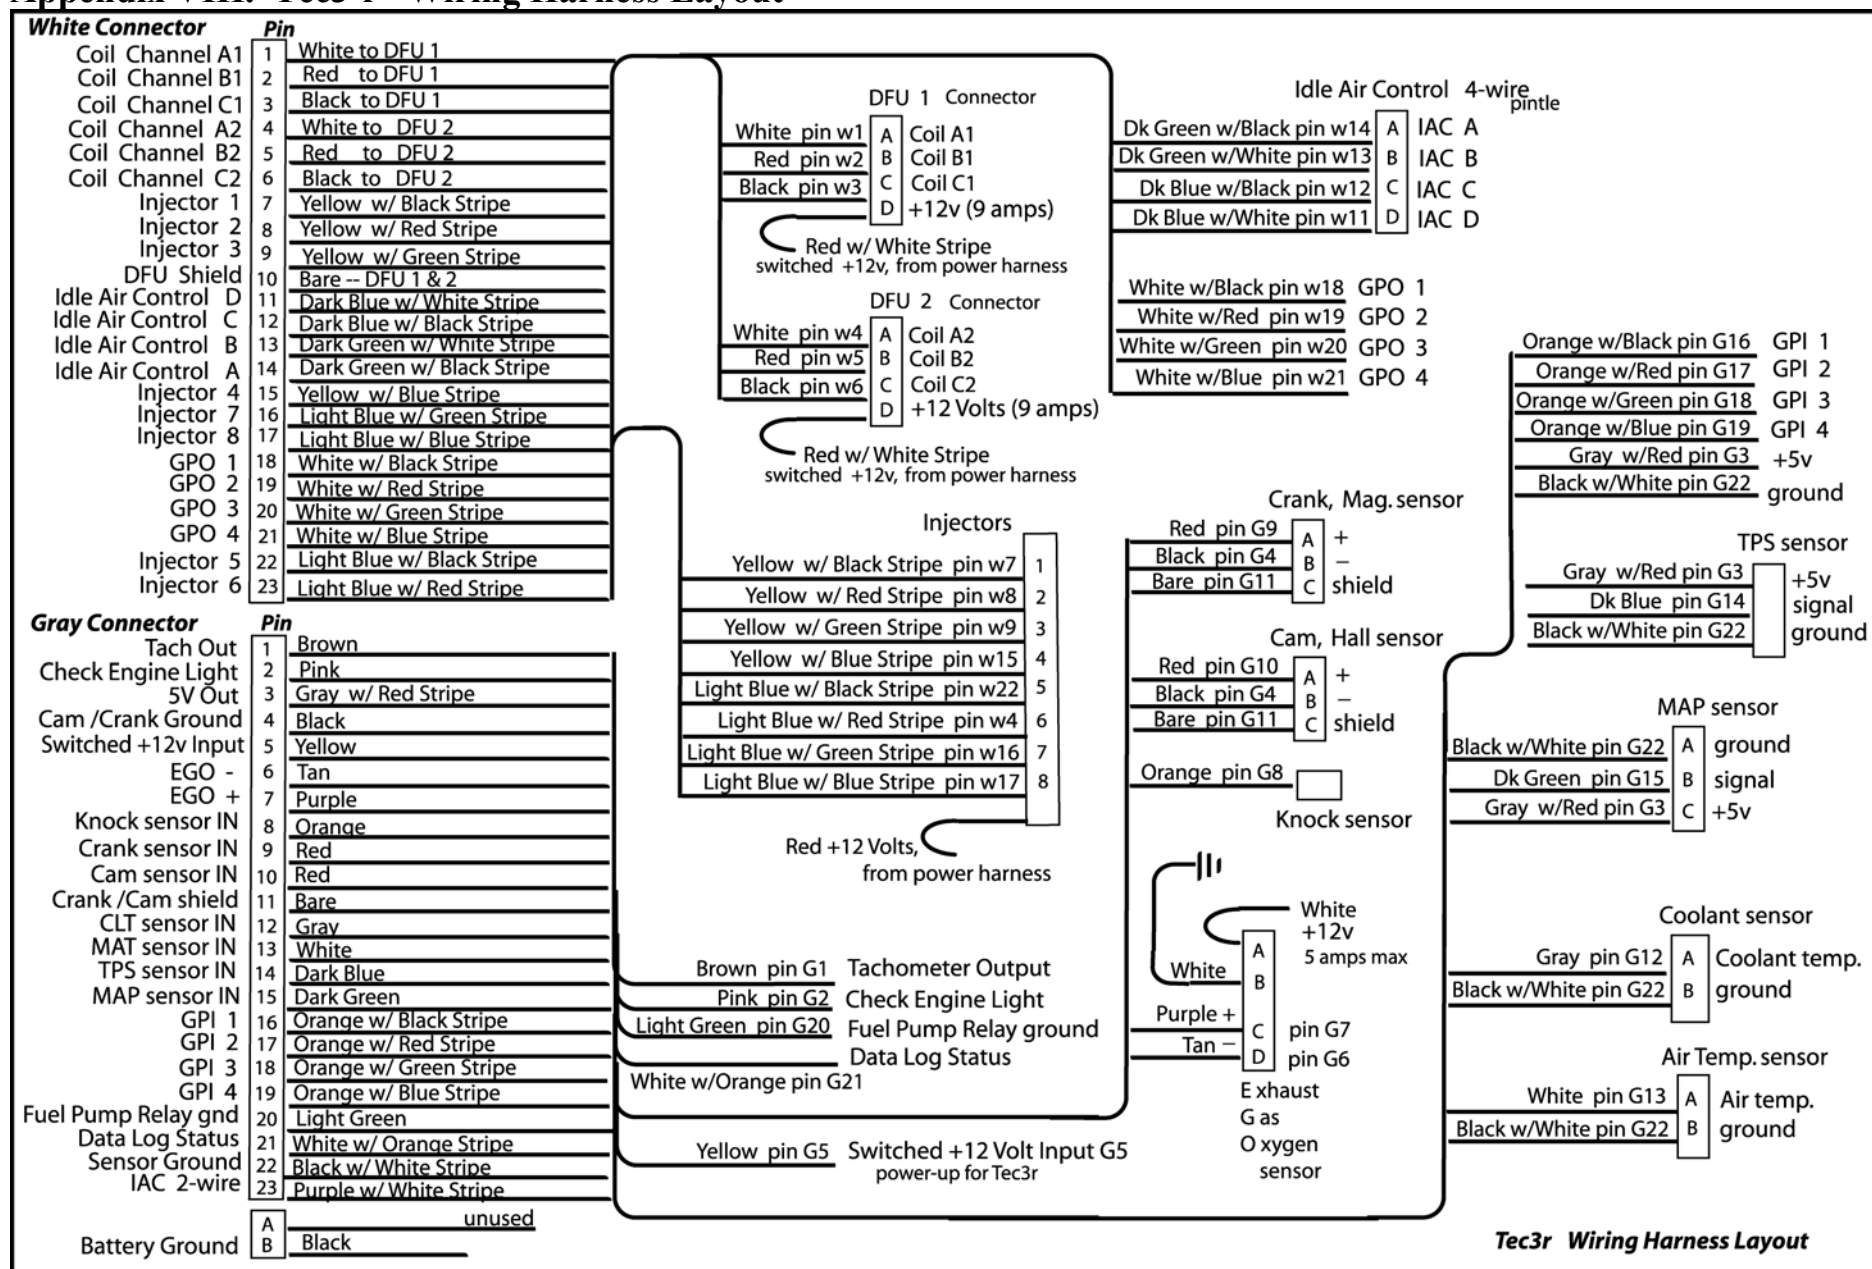 Appendix VIII: Tec3 r Wiring Harness Layout
White Connector Pin
Coil Channel A1 1 White to DFU 1
Coil Channel B1 2 Red to DFU 1
Coil Channel C1 3 Black to DFU 1
Coil Channel A2 4 White to DFU 2
Coil Channel B2 5 Red to DFU 2
Coil Channel C2 6 Black to DFU 2
Injector 1 7 Yellow w/ Black Stripe
Injector 2 8 Yellow w/ Red Stripe
Injector 3 9 Yellow w/ Green Stripe
DFU Shield 10 Bare -- DFU 1 & 2
Idle Air Control D 11 Dark Blue w/ White Stripe
Idle Air Control C 12 Dark Blue w/ Black Stripe
Idle Air Control B 13 Dark Green w/ White Stripe
Idle Air Control A 14 Dark Green w/ Black Stripe
Injector 4 15 Yellow w/ Blue Stripe
Injector 7 16 Light Blue w/ Green Stripe
Injector 8 17 Light Blue w/ Blue Stripe
GPO 1 18 White w/ Black Stripe
GPO 2 19 White w/ Red Stripe
GPO 3 20 White w/ Green Stripe
GPO 4 21 White w/ Blue Stripe
Injector 5 22 Light Blue w/ Black Stripe
Injector 6 23 Light Blue w/ Red Stripe
Gray Connector Pin
Tach Out 1 Brown
Check Engine Light 2 Pink
5V Out 3 Gray w/ Red Stripe
Cam /Crank Ground 4 Black
Switched +12v Input 5 Yellow
EGO - 6 Tan
EGO + 7 Purple
Knock sensor IN 8 Orange
Crank sensor IN 9 Red
Cam sensor IN 10 Red
Crank /Cam shield 11 Bare
CLT sensor IN 12 Gray
MAT sensor IN 13 White
TPS sensor IN 14 Dark Blue
MAP sensor IN 15 Dark Green
GPI 1 16 Orange w/ Black Stripe
GPI 2 17 Orange w/ Red Stripe
GPI 3 18 Orange w/ Green Stripe
GPI 4 19 Orange w/ Blue Stripe
Fuel Pump Relay gnd 20 Light Green
Data Log Status 21 White w/ Orange Stripe
Sensor Ground 22 Black w/ White Stripe
IAC 2-wire 23 Purple w/ White Stripe
A unused
Battery Ground B Black
DFU 1 Connector
White pin w1 A Coil A1
Red pin w2 B Coil B1
Black pin w3 C Coil C1
D +12v (9 amps)
Red w/ White Stripe
switched +12v, from power harness
DFU 2 Connector
White pin w4 A Coil A2
Red pin w5 B Coil B2
Black pin w6 C Coil C2
D +12 Volts (9 amps)
Red w/ White Stripe
switched +12v, from power harness
Injectors
Yellow w/ Black Stripe pin w7 1
Yellow w/ Red Stripe pin w8 2
Yellow w/ Green Stripe pin w9 3
Yellow w/ Blue Stripe pin w15 4
Light Blue w/ Black Stripe pin w22 5
Light Blue w/ Red Stripe pin w4 6
Light Blue w/ Green Stripe pin w16 7
Light Blue w/ Blue Stripe pin w17 8
Red +12 Volts,
from power harness
Brown pin G1 Tachometer Output
Pink pin G2 Check Engine Light
Light Green pin G20 Fuel Pump Relay ground
Data Log Status
White w/Orange pin G21
Yellow pin G5 Switched +12 Volt Input G5
power-up for Tec3r
Idle Air Control 4-wire
pintle
Dk Green w/Black pin w14 A IAC A
Dk Green w/White pin w13 B IAC B
Dk Blue w/Black pin w12 C IAC C
Dk Blue w/White pin w11 D IAC D
White w/Black pin w18 GPO 1
White w/Red pin w19 GPO 2
White w/Green pin w20 GPO 3
White w/Blue pin w21 GPO 4
Crank, Mag. sensor
Red pin G9 A +
Black pin G4 B –
Bare pin G11 C shield
Cam, Hall sensor
Red pin G10 A +
Black pin G4 B –
Bare pin G11 C shield
Orange pin G8
Knock sensor
White
+12v
A 5 amps max
White B
Purple + C pin G7
Tan – D pin G6
E xhaust
G as
O xygen
sensor
Orange w/Black pin G16 GPI 1
Orange w/Red pin G17 GPI 2
Orange w/Green pin G18 GPI 3
Orange w/Blue pin G19 GPI 4
Gray w/Red pin G3 +5v
Black w/White pin G22 ground
TPS sensor
Gray w/Red pin G3 +5v
Dk Blue pin G14 signal
Black w/White pin G22 ground
MAP sensor
Black w/White pin G22 A ground
Dk Green pin G15 B signal
Gray w/Red pin G3 C +5v
Coolant sensor
Gray pin G12 A Coolant temp.
Black w/White pin G22 B ground
Air Temp. sensor
White pin G13 A Air temp.
Black w/White pin G22 B ground
Tec3r Wiring Harness Layout